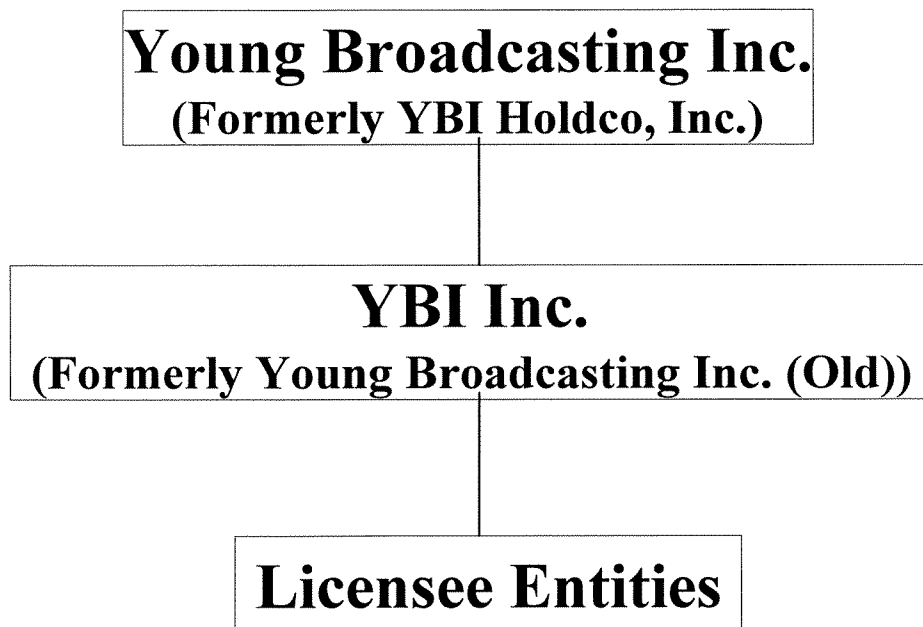 Young Broadcasting Inc.
(Formerly YBI Holdco, Inc.)
YBI Inc.
(Formerly Young Broadcasting Inc. (Old))
Licensee Entities